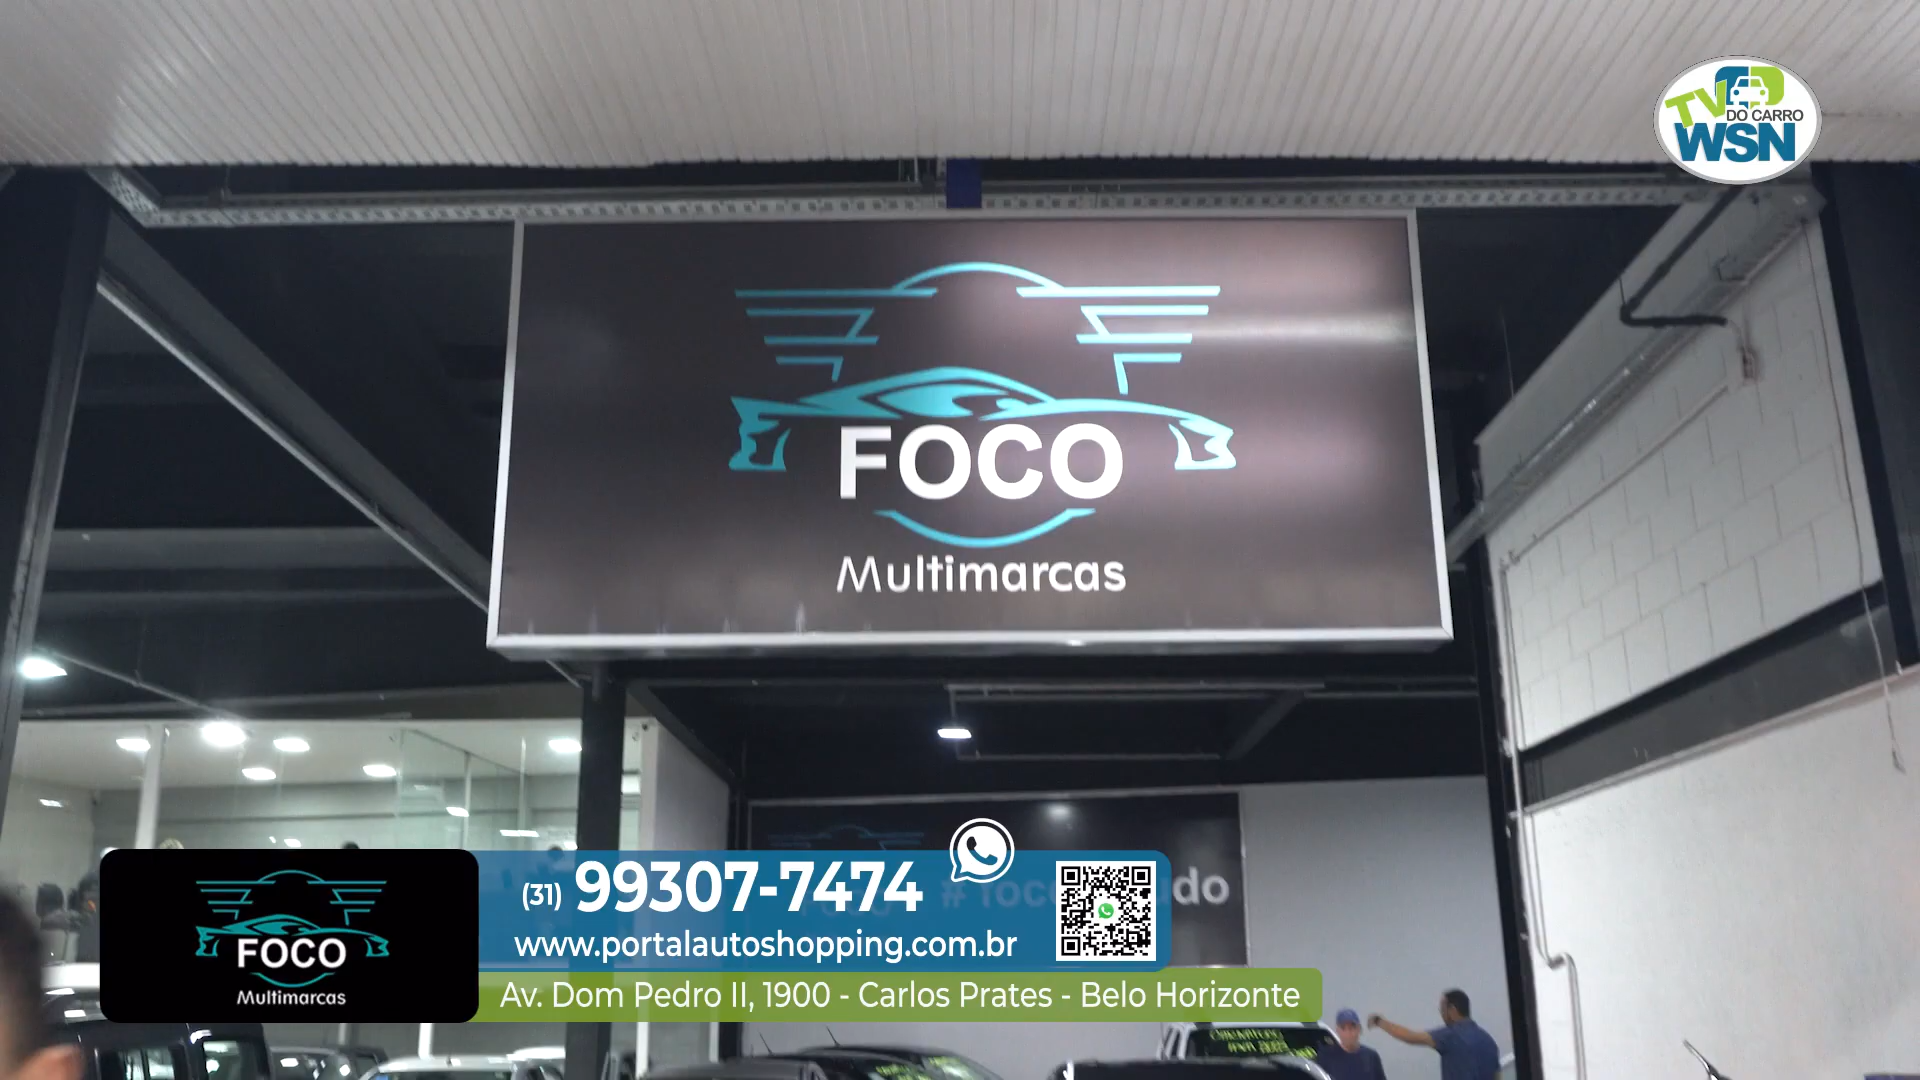 TV DO CARRO
WSN
FOCO
Multimarcas
(31) 99307-7474
www.portalautoshopping.com.br
FOCO
Multimarcas
Av. Dom Pedro II, 1900 - Carlos Prates - Belo Horizonte